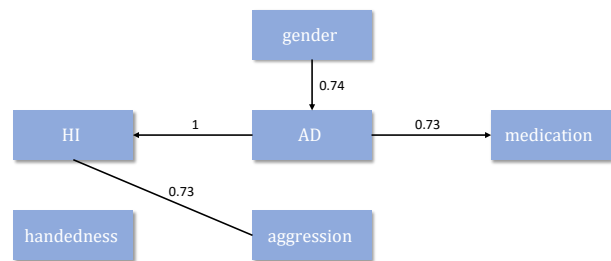 gender
0.74
HI
1
AD
0.73
medication
0.73
handedness
aggression